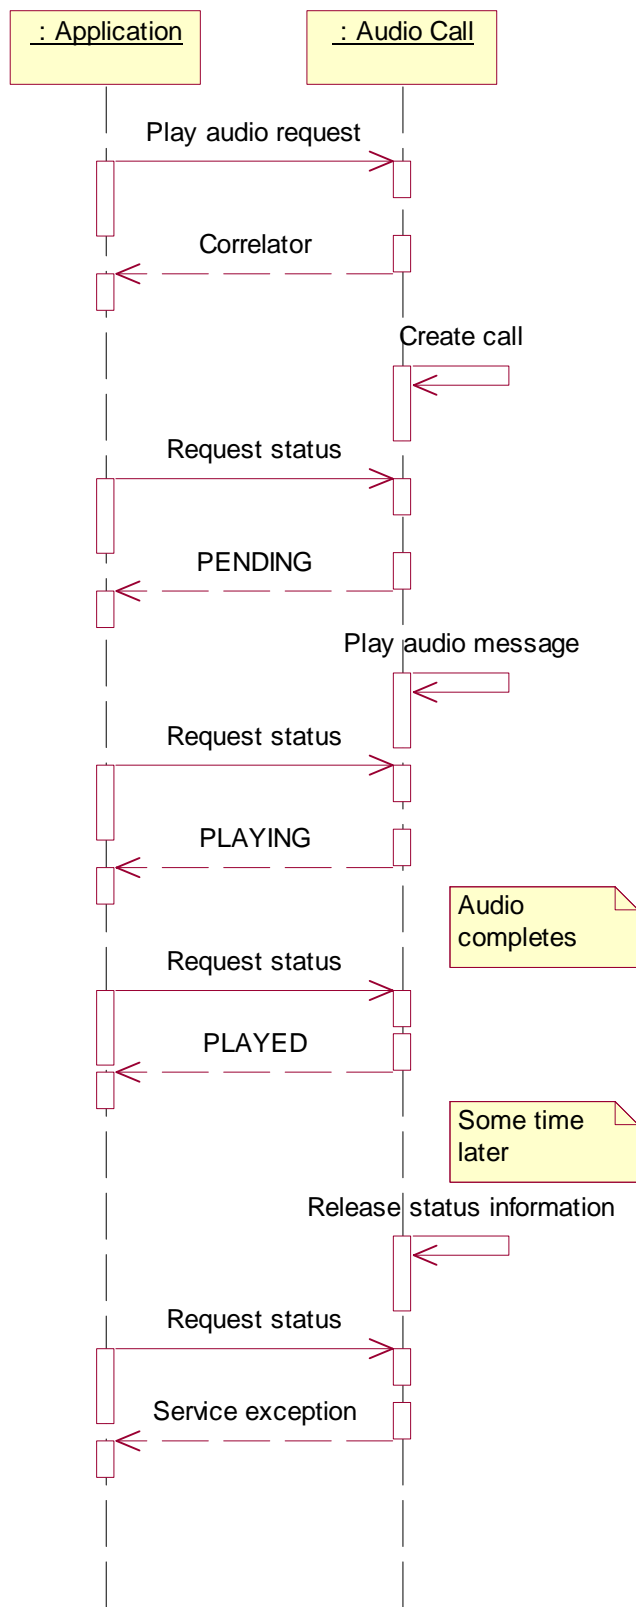 : Application
: Audio Call
Play audio request
Correlator
Create call
Request status
PENDING
Play audio message
Request status
PLAYING
Audio
completes
Request status
PLAYED
Some time
later
Release status information
Request status
Service exception